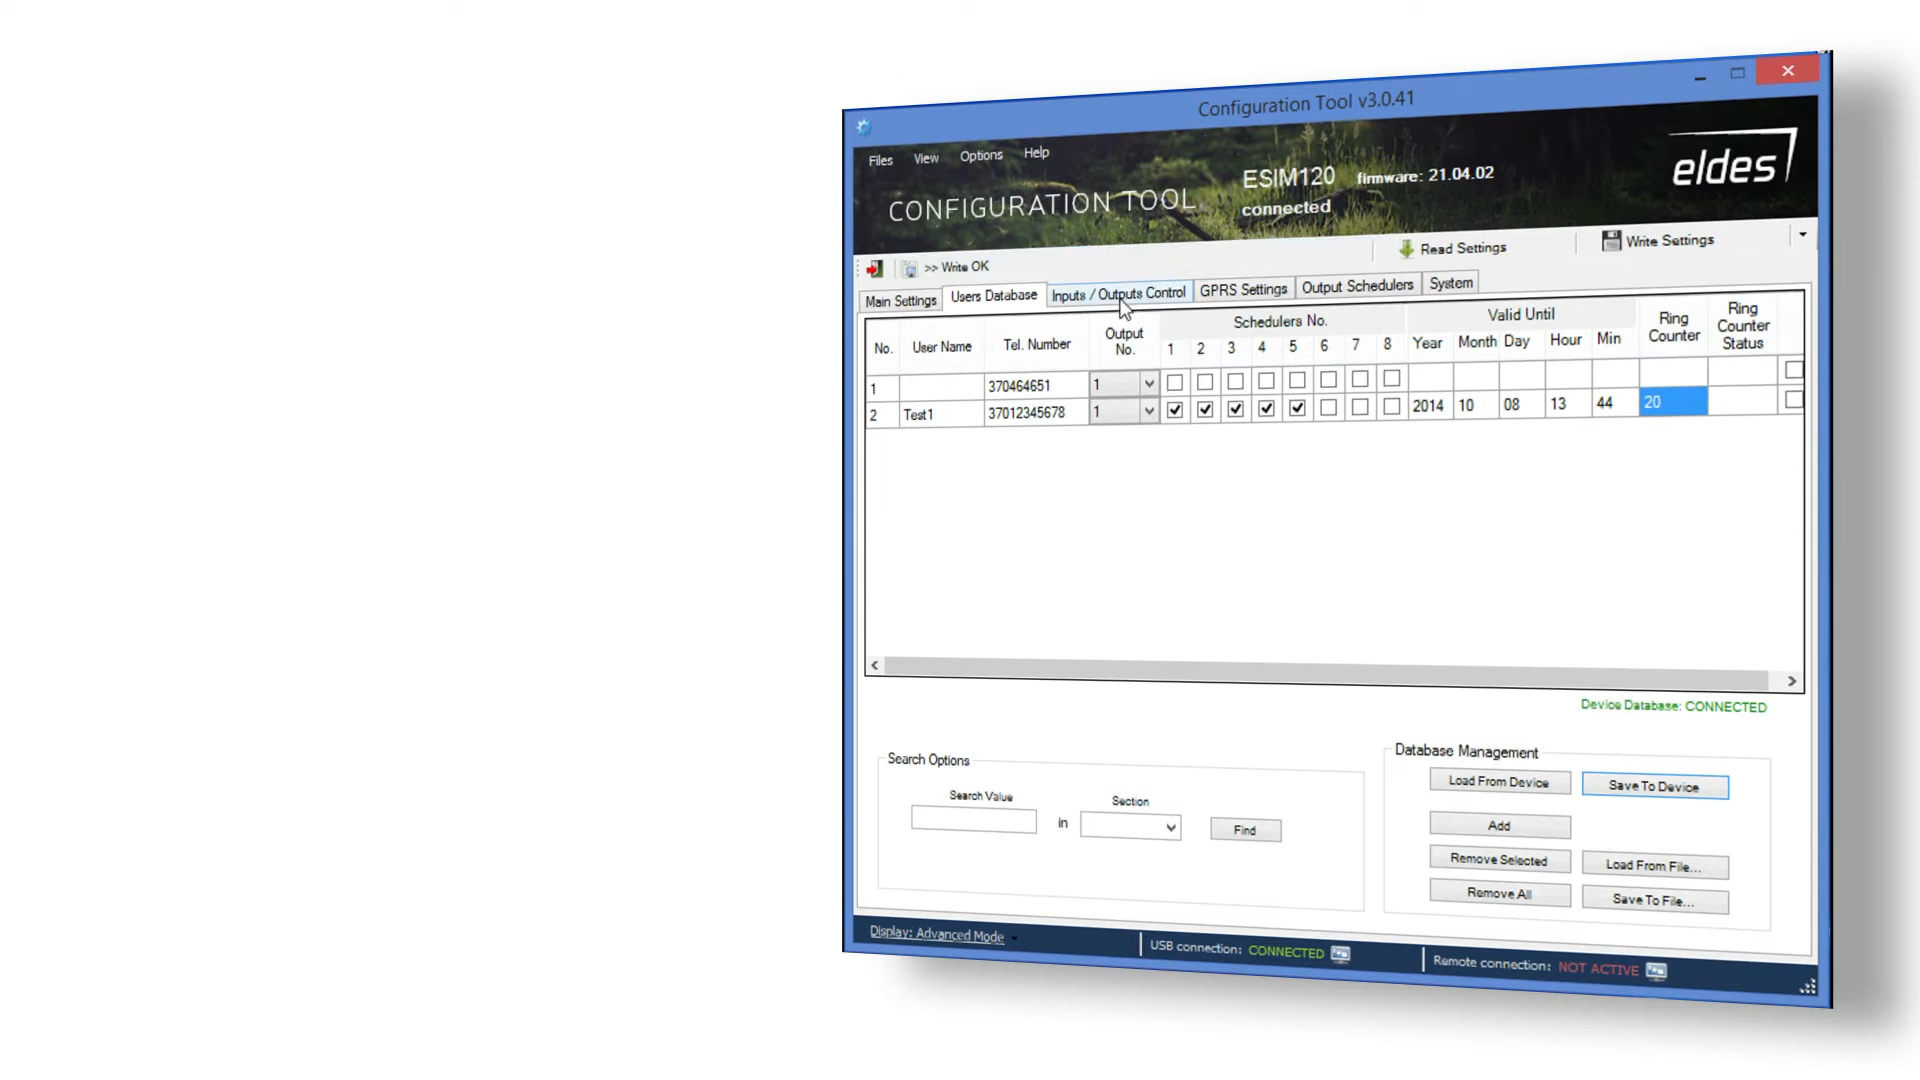 Configuration Tool v3.0.41
Files View Options Help
eldes
ESIM120 firmware: 21.04.02
CONFIGURATION TOOL
connected
Read Settings
Write Settings
>> Write OK
Main Settings
Users Database
Inputs / Outputs Control
GPRS Settings
Output Schedulers
System
No.
User Name
Tel. Number
Output
No.
Schedulers No.
1 2 3 4 5 6 7 8
Valid Until
Year Month Day Hour Min
Ring
Counter
Ring
Counter
Status
1 370464651 1
2 Test1 37012345678 1 2014 10 08 13 44 20
Device Database: CONNECTED
Search Options
Search Value
in
Section
Find
Database Management
Load From Device
Save To Device
Add
Remove Selected
Load From File...
Remove All
Save To File...
Display: Advanced Mode
USB connection: CONNECTED
Remote connection: NOT ACTIVE